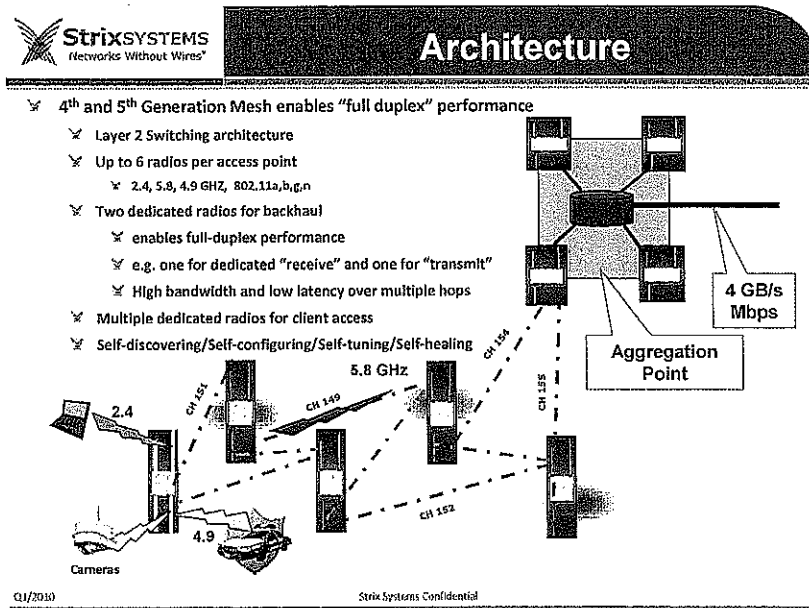 StrixSYSTEMS
Networks Without Wires®
Architecture
4th and 5th Generation Mesh enables "full duplex" performance
Layer 2 Switching architecture
Up to 6 radios per access point
2.4, 5.8, 4.9 GHZ, 802.11a,b,g,n
Two dedicated radios for backhaul
enables full-duplex performance
e.g. one for dedicated "receive" and one for "transmit"
High bandwidth and low latency over multiple hops
Multiple dedicated radios for client access
Self-discovering/Self-configuring/Self-tuning/Self-healing
4 GB/s
Mbps
Aggregation
Point
CH 154
CH 155
5.8 GHz
CH 151
CH 149
2.4
CH 152
4.9
Cameras
Q1/2010
Strix Systems Confidential